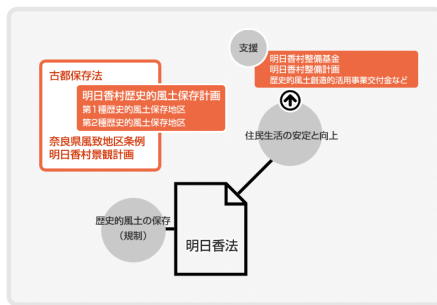 支援
明日香村整備基金
明日香村整備計画
歴史的風土創造的活用事業交付金など
古都保存法
明日香村歴史的風土保存計画
第1種歴史的風土保存地区
第2種歴史的風土保存地区
奈良県風致地区条例
明日香村景観計画
住民生活の安定と向上
歴史的風土の保存
（規制）
明日香法